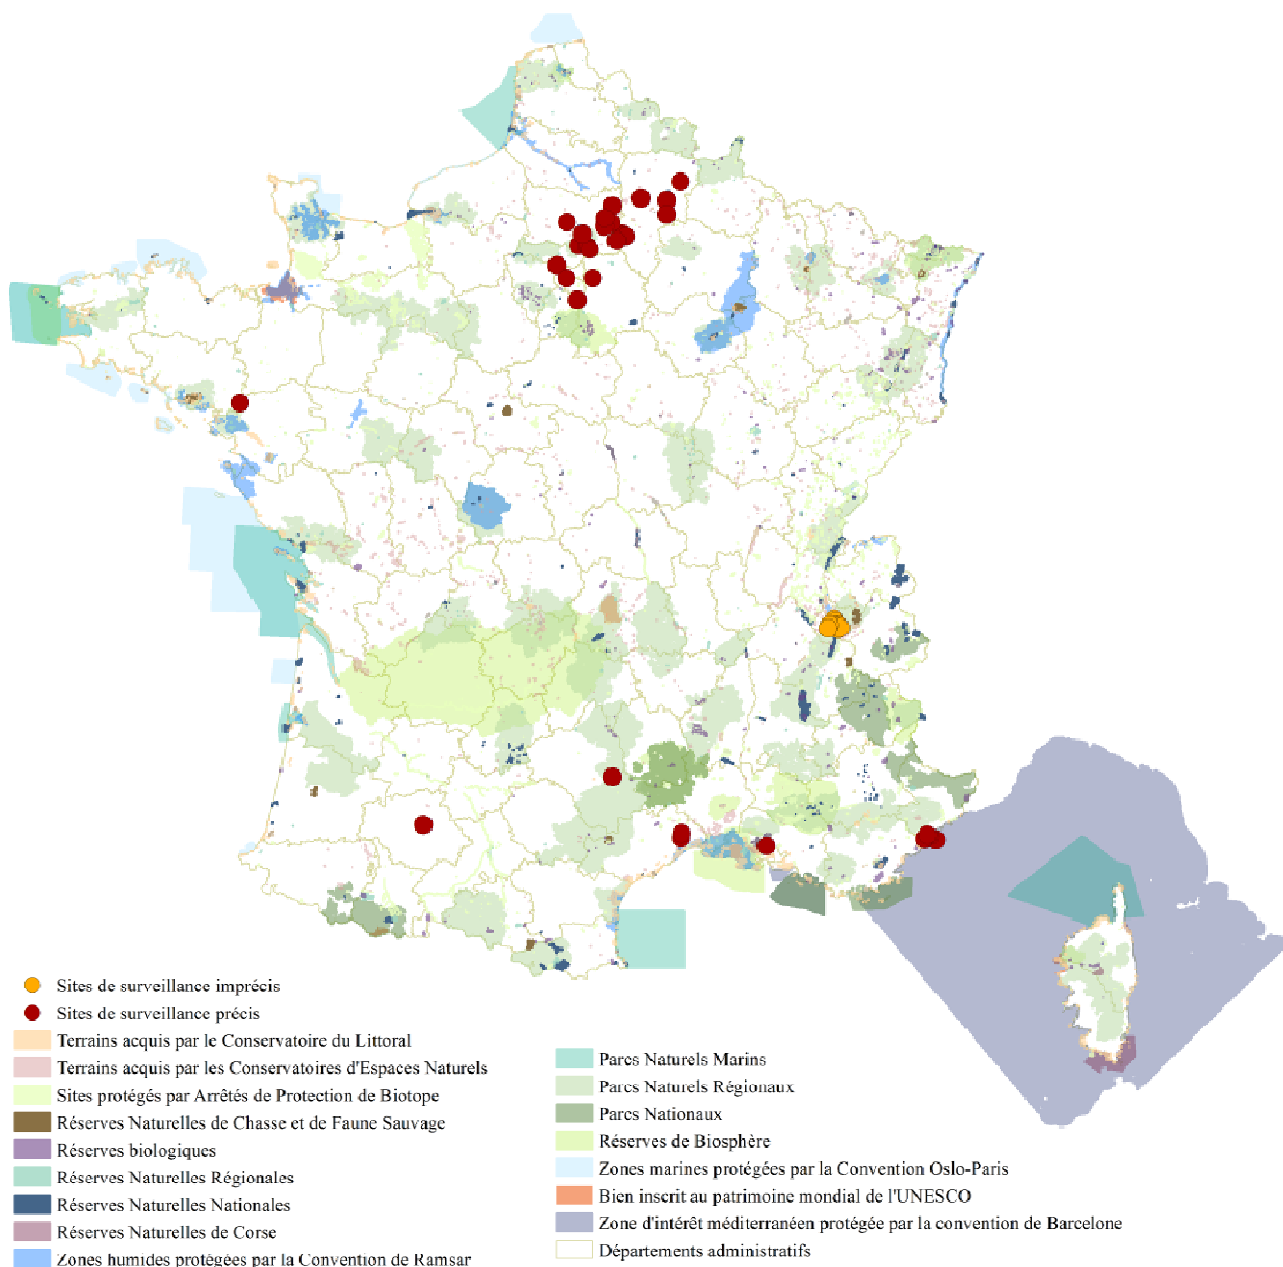 Sites de surveillance imprécis
Sites de surveillance précis
Terrains acquis par le Conservatoire du Littoral
Terrains acquis par les Conservatoires d'Espaces Naturels
Sites protégés par Arrêtés de Protection de Biotope
Réserves Naturelles de Chasse et de Faune Sauvage
Réserves biologiques
Réserves Naturelles Régionales
Réserves Naturelles Nationales
Réserves Naturelles de Corse
Zones humides protégées par la Convention de Ramsar
Parcs Naturels Marins
Parcs Naturels Régionaux
Parcs Nationaux
Réserves de Biosphère
Zones marines protégées par la Convention Oslo-Paris
Bien inscrit au patrimoine mondial de l'UNESCO
Zone d'intérêt méditerranéen protégée par la convention de Barcelone
Départements administratifs